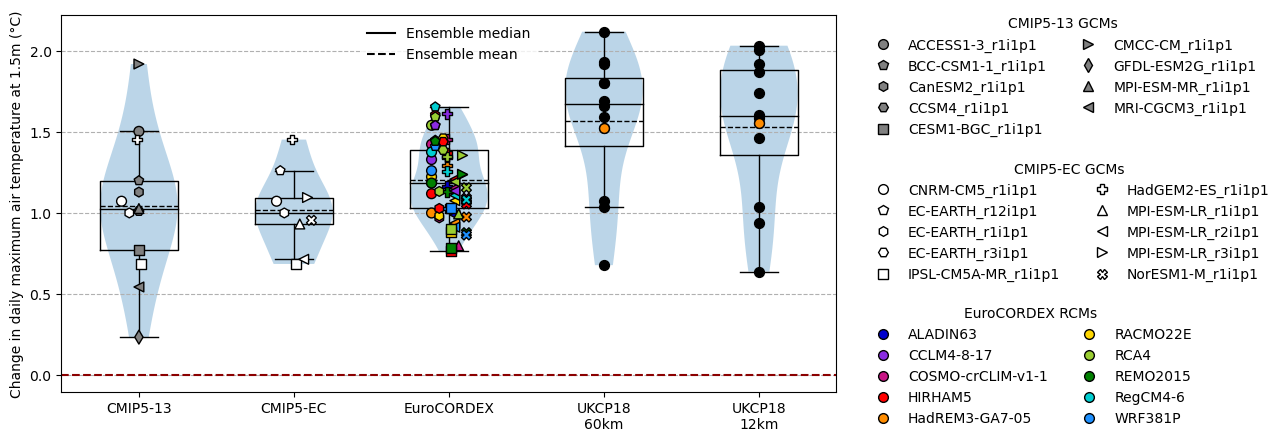 Change in daily maximum air temperature at 1.5m (°C)
2.0
1.5
1.0
0.5
0.0
Ensemble median
Ensemble mean
CMIP5-13
CMIP5-EC
EuroCORDEX
UKCP18
60km
UKCP18
12km
CMIP5-13 GCMs
ACCESS1-3_r1i1p1
BCC-CSM1-1_r1i1p1
CanESM2_r1i1p1
CCSM4_r1i1p1
CESM1-BGC_r1i1p1
CMCC-CM_r1i1p1
GFDL-ESM2G_r1i1p1
MPI-ESM-MR_r1i1p1
MRI-CGCM3_r1i1p1
CMIP5-EC GCMs
CNRM-CM5_r1i1p1
EC-EARTH_r12i1p1
EC-EARTH_r1i1p1
EC-EARTH_r3i1p1
IPSL-CM5A-MR_r1i1p1
HadGEM2-ES_r1i1p1
MPI-ESM-LR_r1i1p1
MPI-ESM-LR_r2i1p1
MPI-ESM-LR_r3i1p1
NorESM1-M_r1i1p1
EuroCORDEX RCMs
ALADIN63
CCLM4-8-17
COSMO-crCLIM-v1-1
HIRHAM5
HadREM3-GA7-05
RACMO22E
RCA4
REMO2015
RegCM4-6
WRF381P